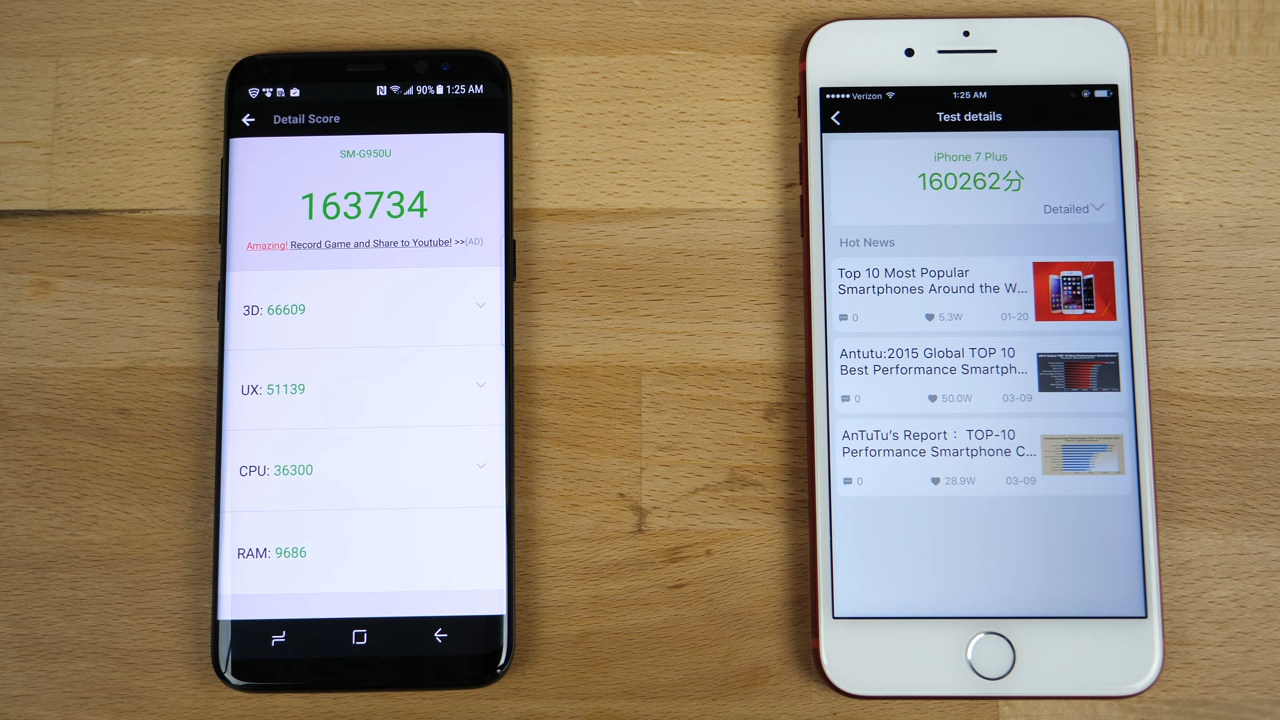 90% 1:25 AM
Detail Score
SM-G950U
163734
Amazing! Record Game and Share to Youtube! >>(AD)
3D: 66609
UX: 51139
CPU: 36300
RAM: 9686
Verizon 1:25 AM
Test details
iPhone 7 Plus
160262分
Detailed
Hot News
Top 10 Most Popular
Smartphones Around the W...
0 5.3W 01-20
Antutu:2015 Global TOP 10
Best Performance Smartph...
0 50.0W 03-09
AnTuTu's Report： TOP-10
Performance Smartphone C...
0 28.9W 03-09